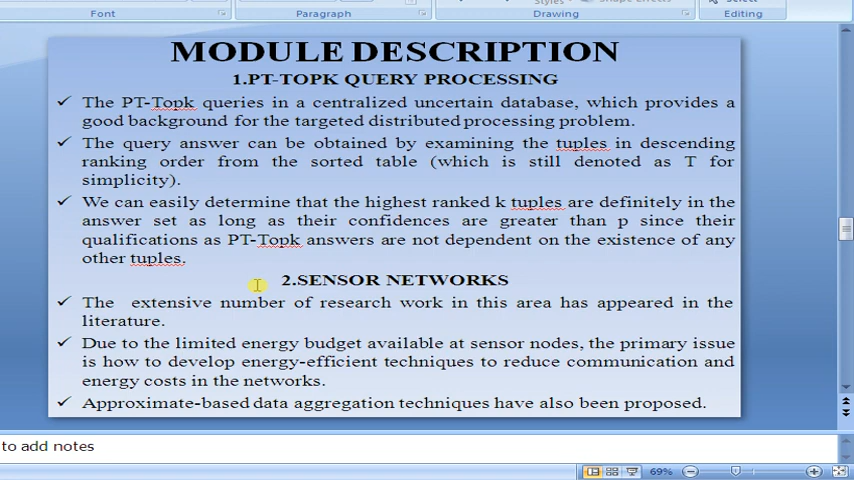 Font
Paragraph
Drawing
Editing
MODULE DESCRIPTION
1.PT-TOPK QUERY PROCESSING
✓ The PT-Topk queries in a centralized uncertain database, which provides a
good background for the targeted distributed processing problem.
✓ The query answer can be obtained by examining the tuples in descending
ranking order from the sorted table (which is still denoted as T for
simplicity).
✓ We can easily determine that the highest ranked k tuples are definitely in the
answer set as long as their confidences are greater than p since their
qualifications as PT-Topk answers are not dependent on the existence of any
other tuples.
2.SENSOR NETWORKS
✓ The extensive number of research work in this area has appeared in the
literature.
✓ Due to the limited energy budget available at sensor nodes, the primary issue
is how to develop energy-efficient techniques to reduce communication and
energy costs in the networks.
✓ Approximate-based data aggregation techniques have also been proposed.
to add notes
69%